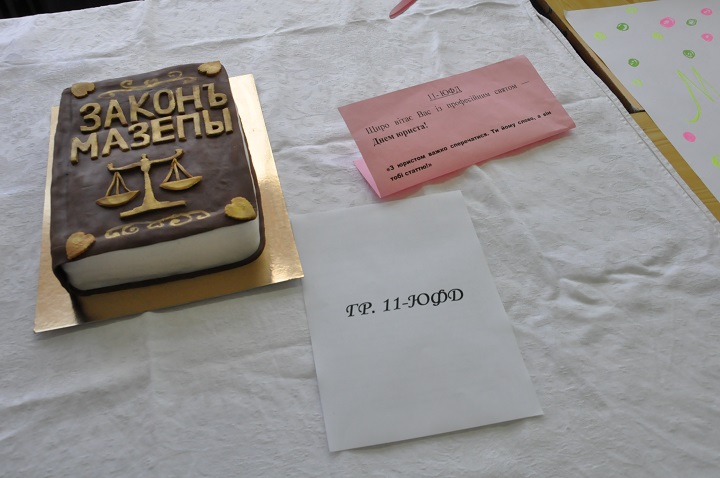 ЗАКОНЪ
МАЗЕПЫ
11-ЮФД
Щиро вітає Вас із професійним святом –
Днем юриста!
«З юристом важко сперечатися. Ти йому слово, а він
тобі статтю!»
ГР. 11-ЮФД